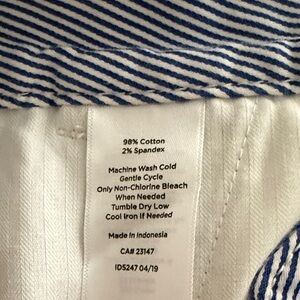 98% Cotton
2% Spandex
Machine Wash Cold
Gentle Cycle
Only Non-Chlorine Bleach
When Needed
Tumble Dry Low
Cool Iron if Needed
Made in Indonesia
CA# 23147
ID5247 04/19